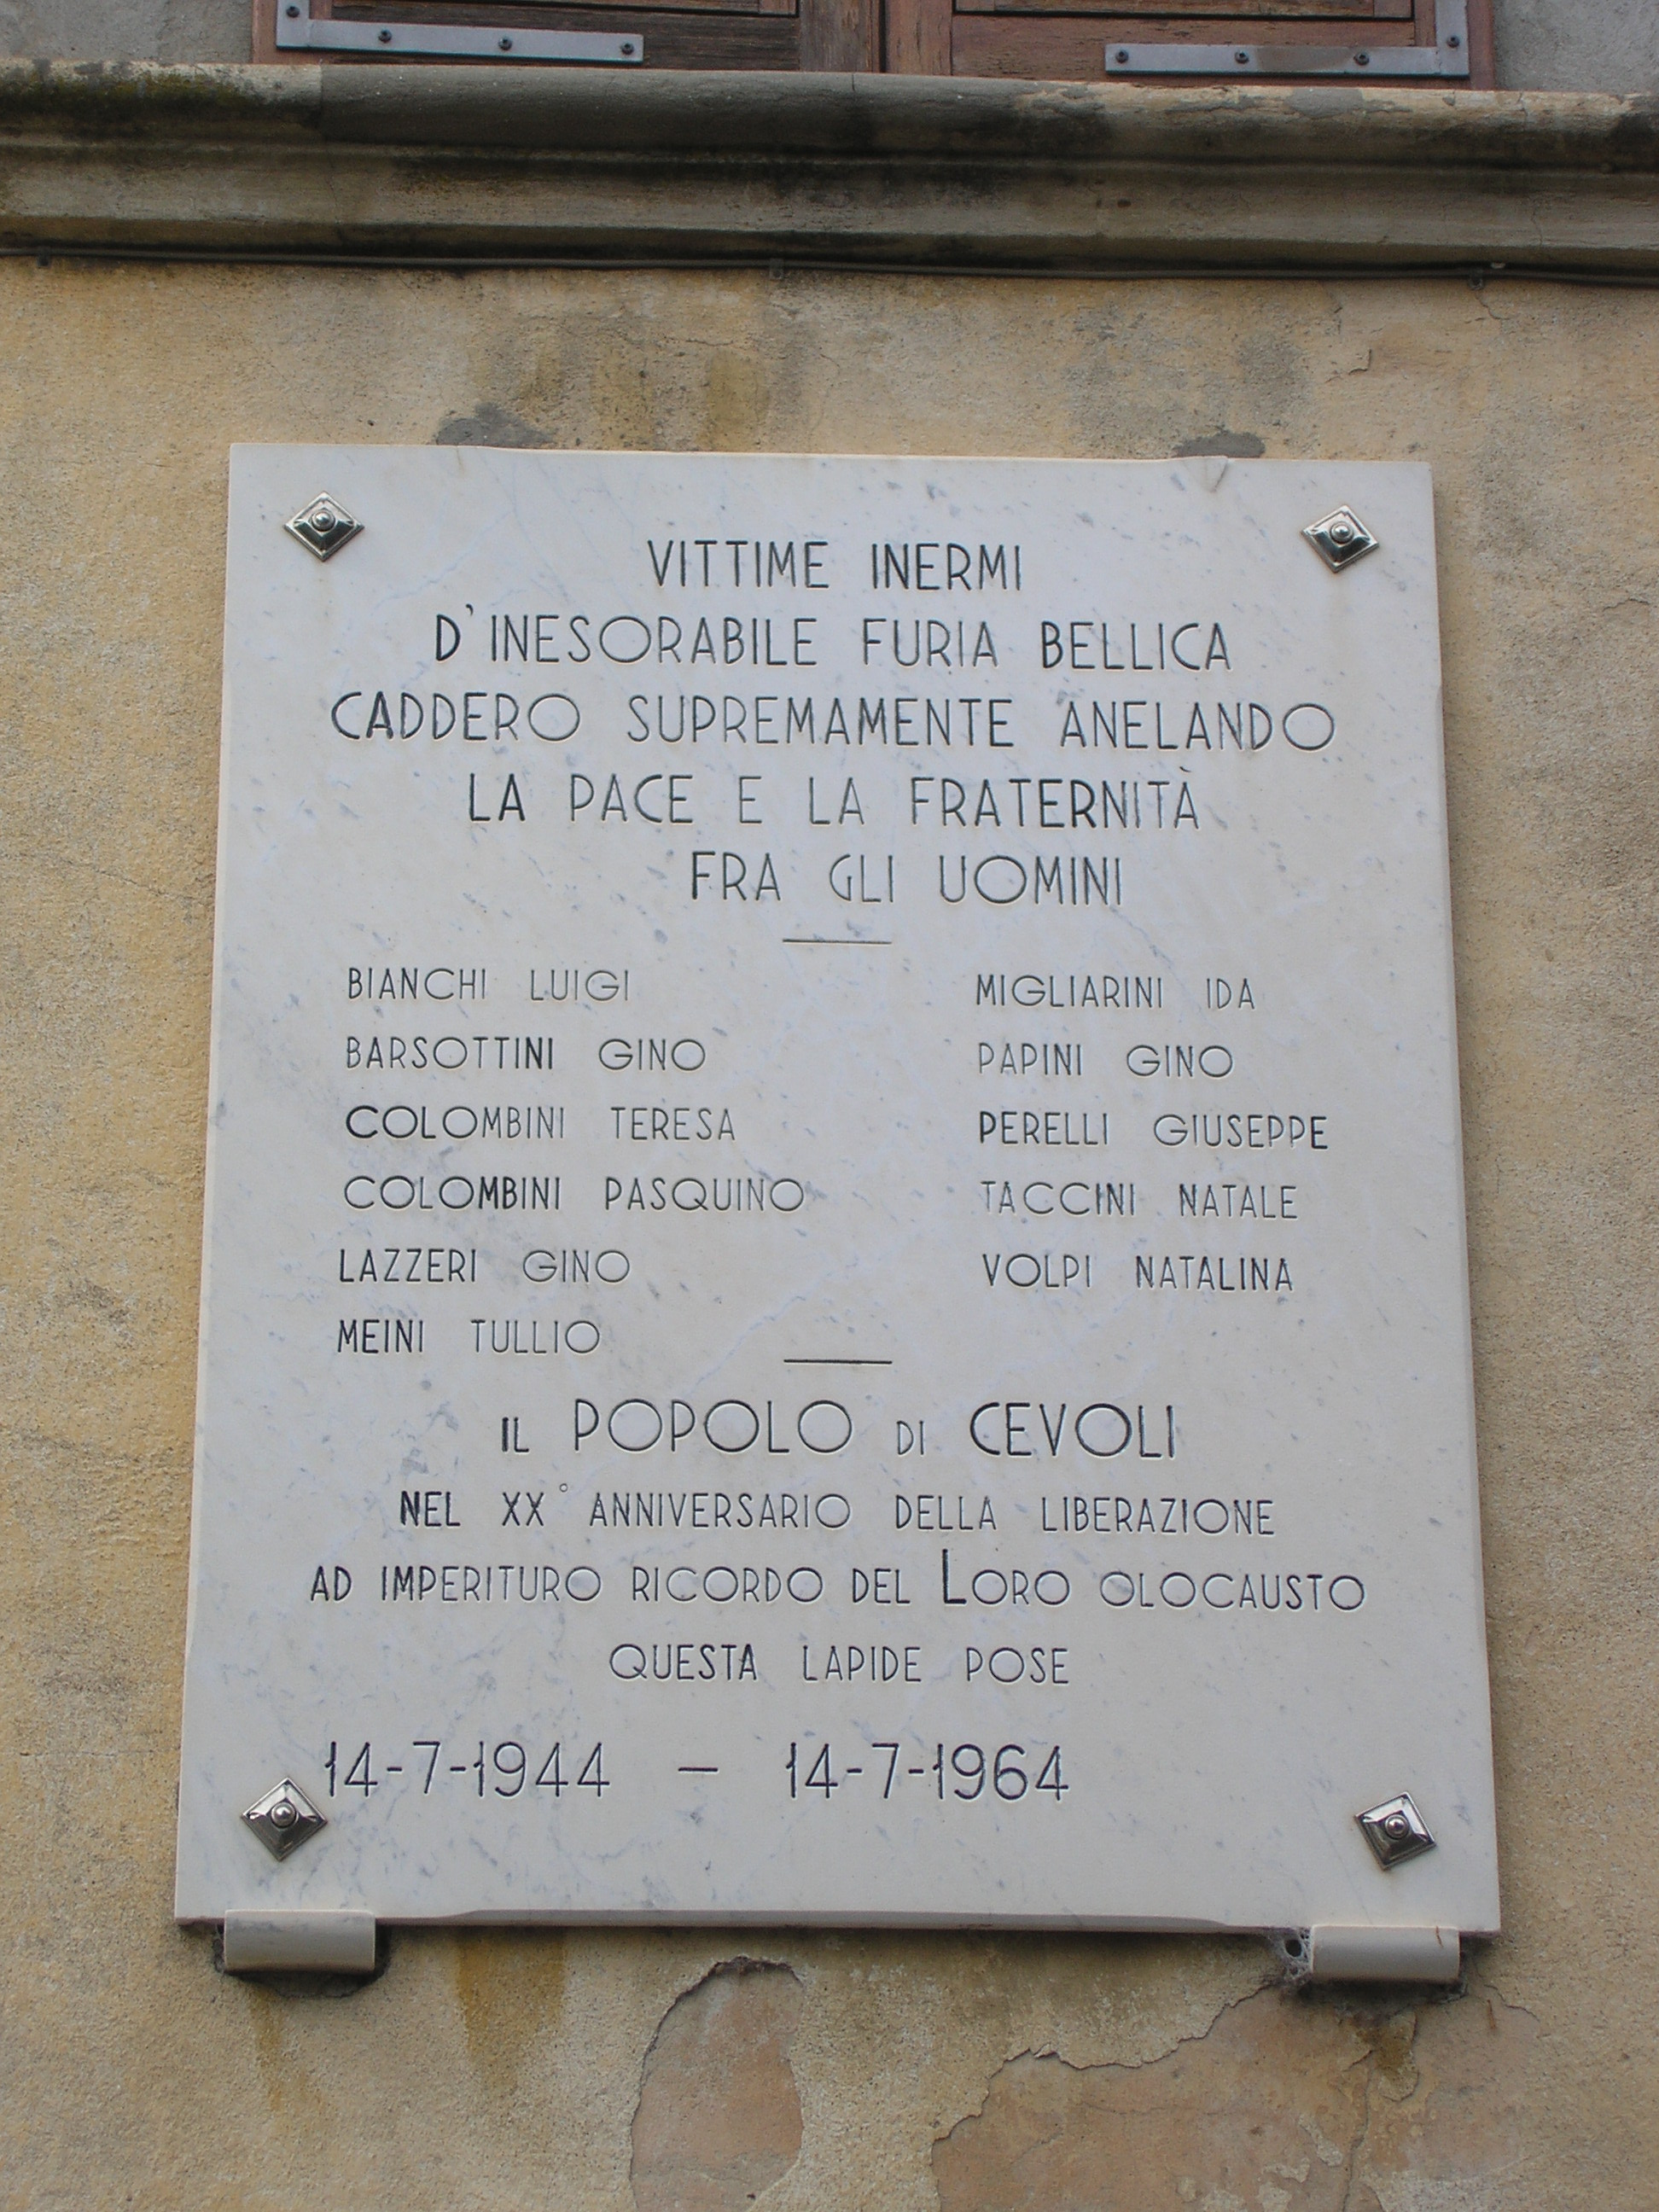 VITTIME INERMI
D'INESORABILE FURIA BELLICA
CADDERO SUPREMAMENTE ANELANDO
LA PACE E LA FRATERNITÀ
FRA GLI UOMINI
BIANCHI LUIGI
BARSOTTINI GINO
COLOMBINI TERESA
COLOMBINI PASQUINO
LAZZERI GINO
MEINI TULLIO
MIGLIARINI IDA
PAPINI GINO
PERELLI GIUSEPPE
TACCINI NATALE
VOLPI NATALINA
IL POPOLO DI CEVOLI
NEL XX° ANNIVERSARIO DELLA LIBERAZIONE
AD IMPERITURO RICORDO DEL LORO OLOCAUSTO
QUESTA LAPIDE POSE
14-7-1944 — 14-7-1964